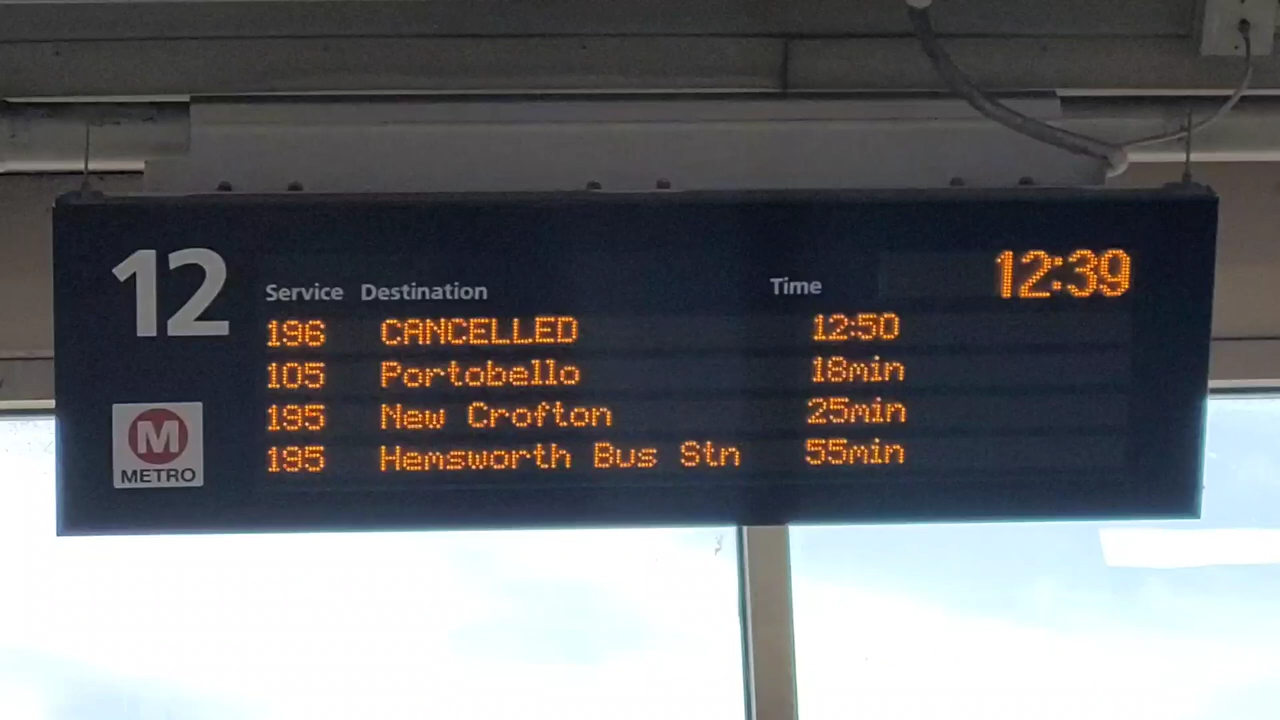 12
Service Destination Time 12:39
196 CANCELLED 12:50
105 Portobello 18min
195 New Crofton 25min
195 Hemsworth Bus Stn 55min
M
METRO